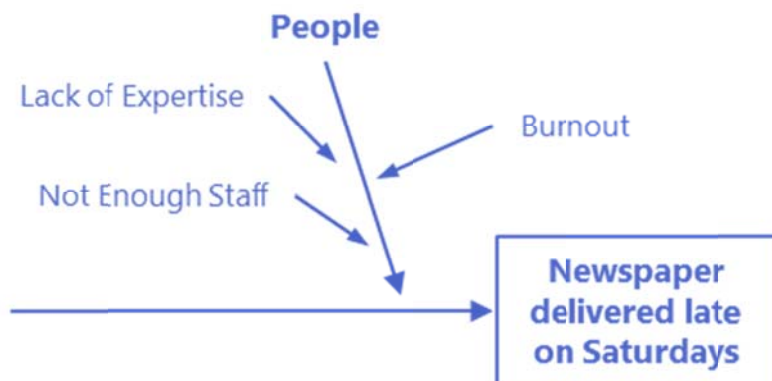 People
Lack of Expertise
Burnout
Not Enough Staff
Newspaper
delivered late
on Saturdays